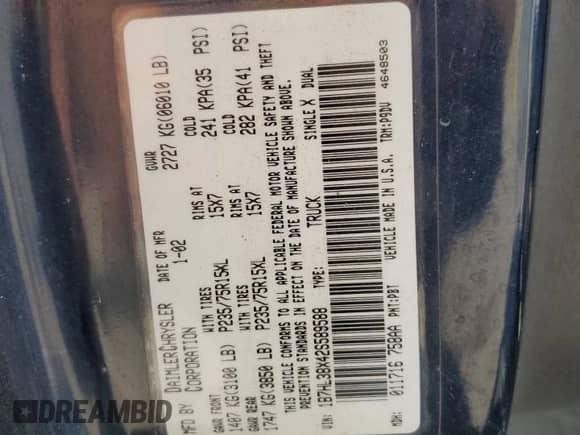 MFD BY DAIMLERCHRYSLER CORPORATION
DATE OF MFR 1-02
GVWR 2727 KG(06010 LB)
GAWR FRONT 1407 KG(3100 LB)
WITH TIRES P235/75R15XL
RIMS AT 15X7
COLD 241 KPA(35 PSI)
GAWR REAR 1747 KG(3850 LB)
WITH TIRES P235/75R15XL
RIMS AT 15X7
COLD 282 KPA(41 PSI)
THIS VEHICLE CONFORMS TO ALL APPLICABLE FEDERAL MOTOR VEHICLE SAFETY AND THEFT
STANDARDS IN EFFECT ON THE DATE OF MANUFACTURE SHOWN ABOVE.
1B7HL38X42S589588 TRUCK SINGLE X DUAL
MDH: 011716 758AA PNT:PBT VEHICLE MADE IN U.S.A. TRM:P9DV 4648503
AUTO.AUCTION